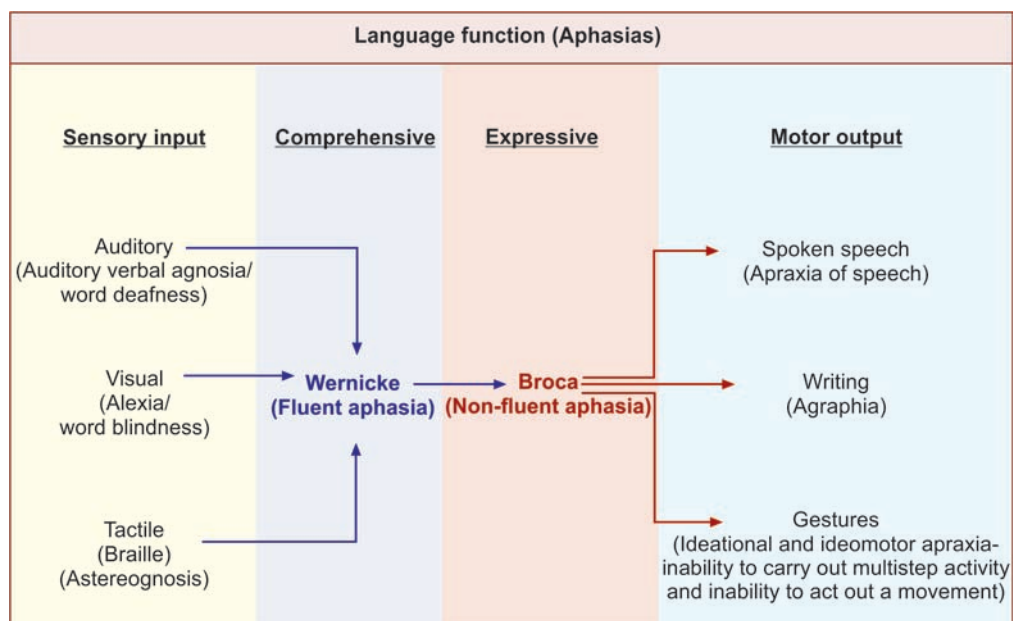 Language function (Aphasias)
Sensory input
Comprehensive
Expressive
Motor output
Auditory
(Auditory verbal agnosia/
word deafness)
Visual
(Alexia/
word blindness)
Tactile
(Braille)
(Astereognosis)
Wernicke
(Fluent aphasia)
Broca
(Non-fluent aphasia)
Spoken speech
(Apraxia of speech)
Writing
(Agraphia)
Gestures
(Ideational and ideomotor apraxia-
inability to carry out multistep activity
and inability to act out a movement)